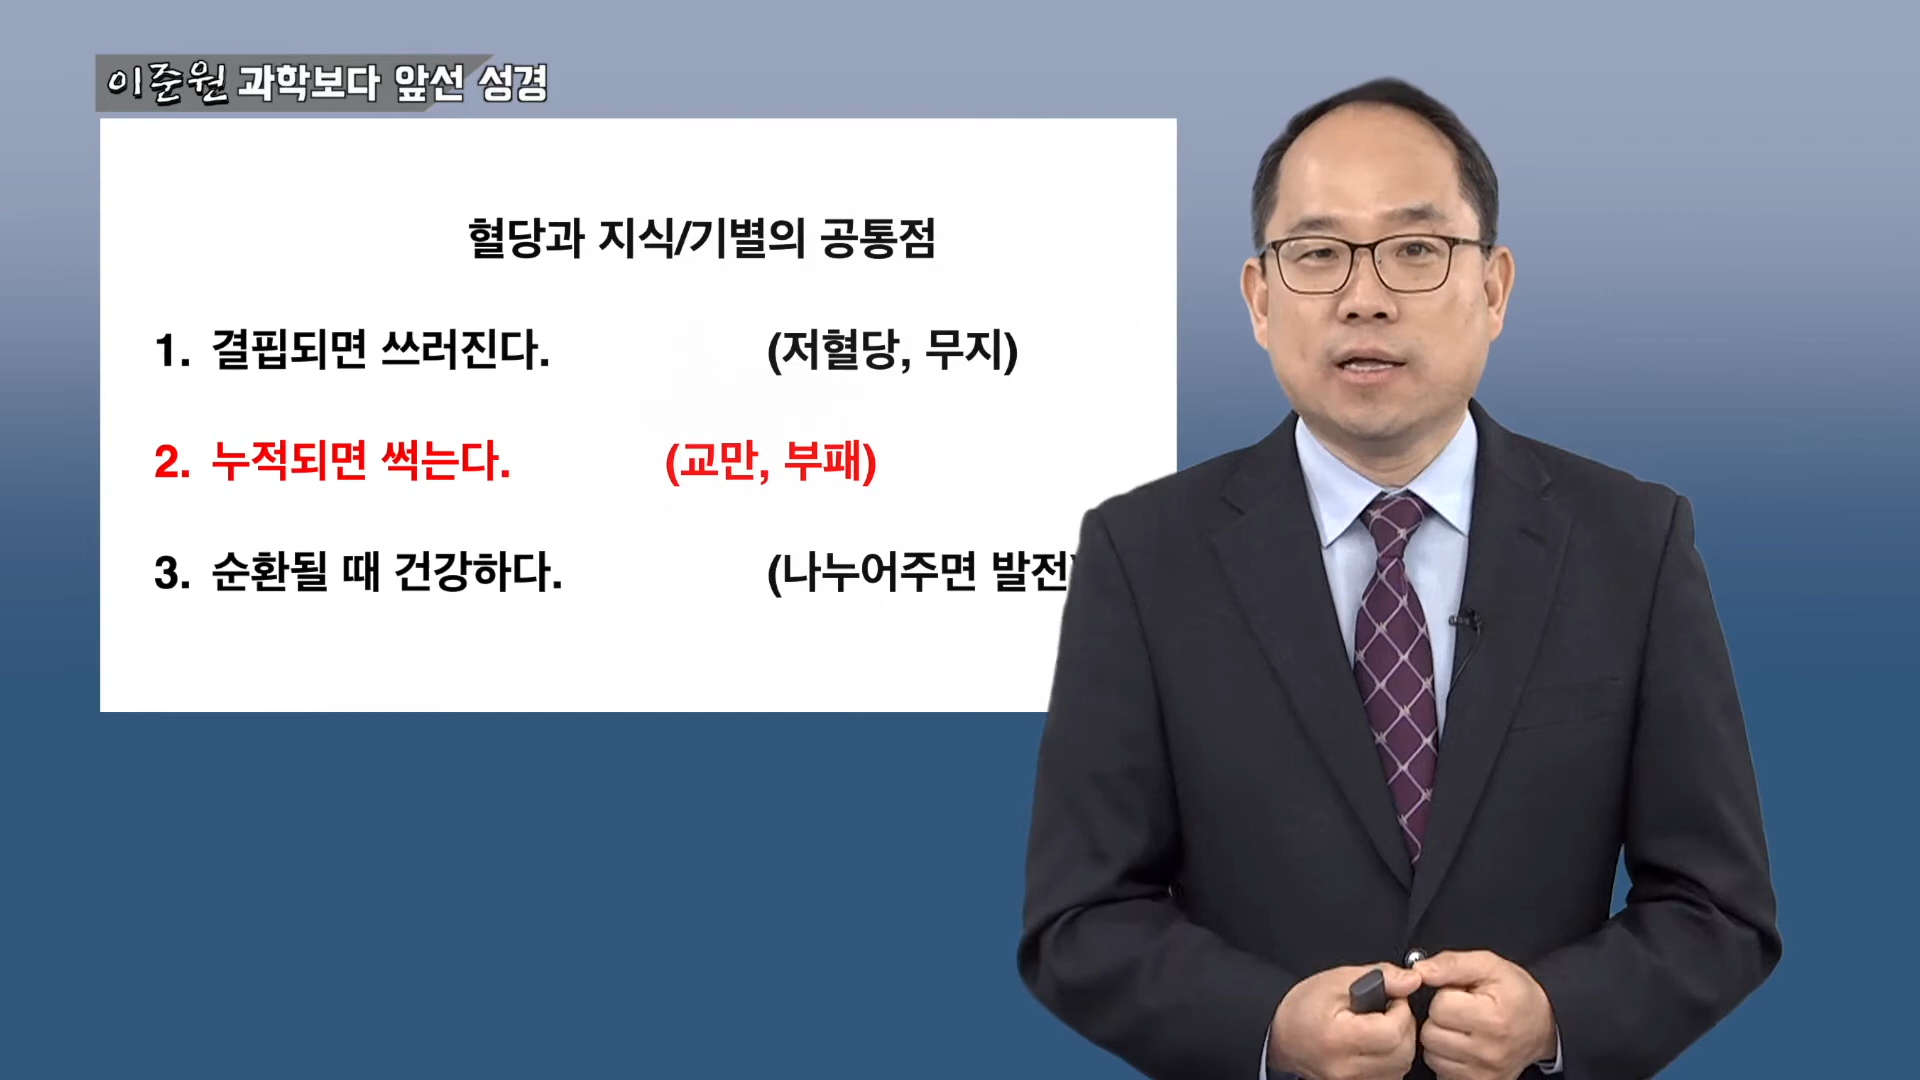 이준원 과학보다 앞선 성경
혈당과 지식/기별의 공통점
1. 결핍되면 쓰러진다. (저혈당, 무지)
2. 누적되면 썩는다. (교만, 부패)
3. 순환될 때 건강하다. (나누어주면 발전)